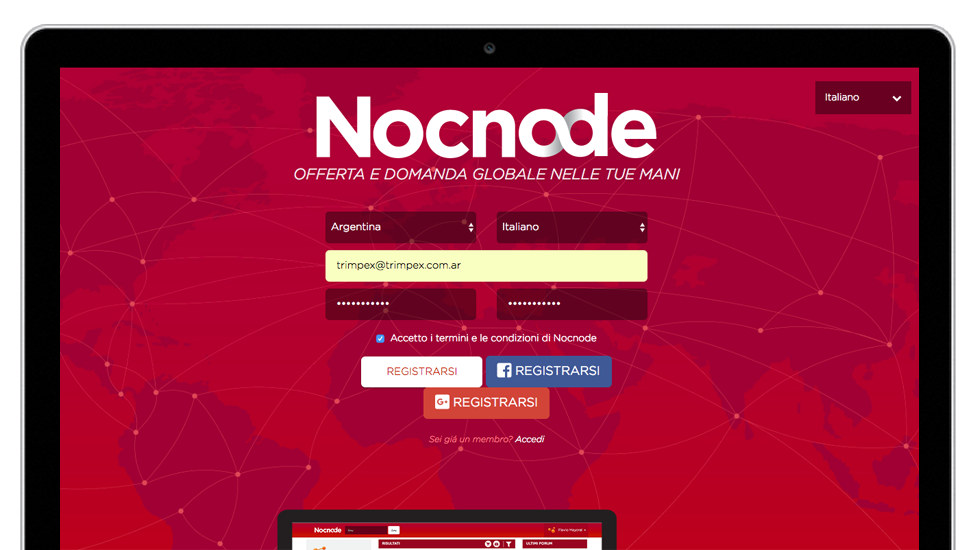 Italiano
Nocnode
OFFERTA E DOMANDA GLOBALE NELLE TUE MANI
Argentina
Italiano
trimpex@trimpex.com.ar
•••••••••••
•••••••••••
Accetto i termini e le condizioni di Nocnode
REGISTRARSI
REGISTRARSI
G+ REGISTRARSI
Sei giá un membro? Accedi
Nocnode
RISULTATI
ULTIMI FORUM